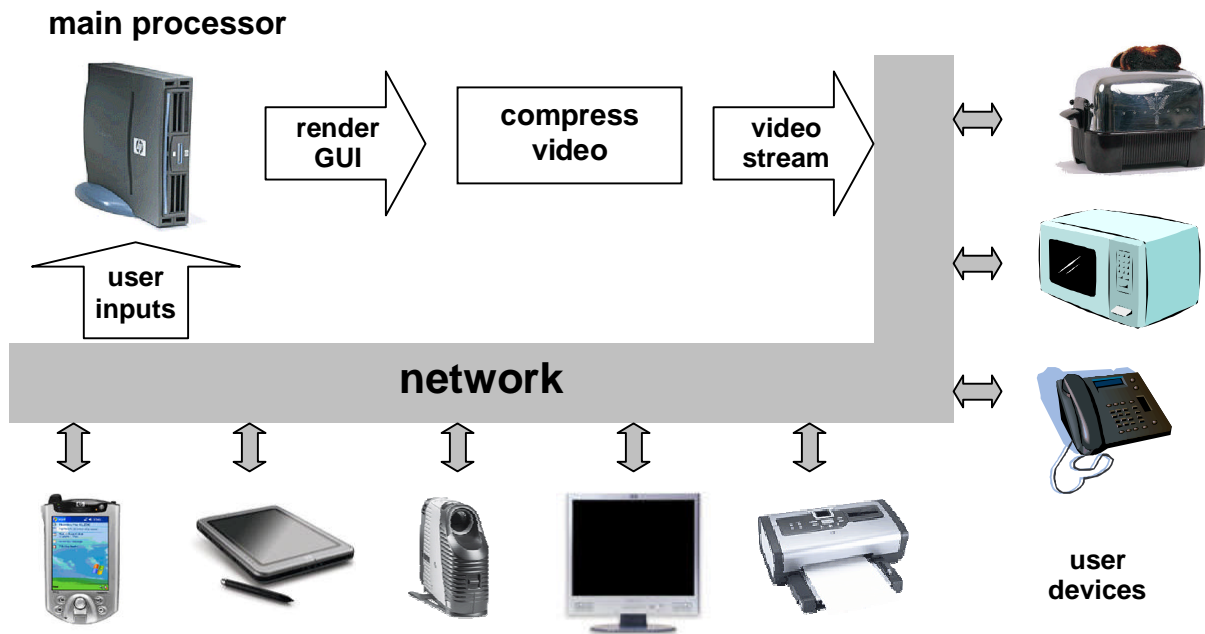 main processor
render
GUI
compress
video
video
stream
user
inputs
network
user
devices